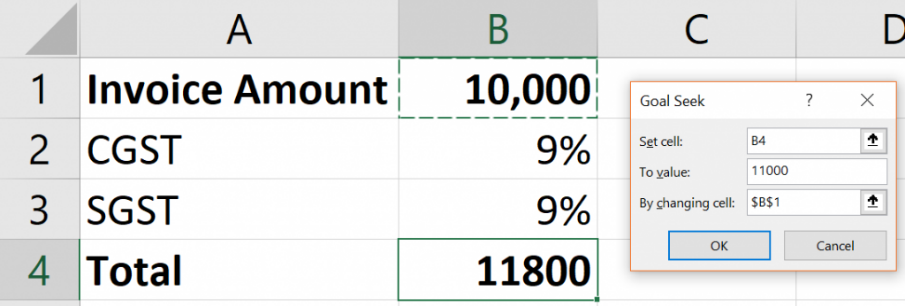 A B C D
1 Invoice Amount 10,000
2 CGST 9%
3 SGST 9%
4 Total 11800
Goal Seek ? ×
Set cell: B4
To value: 11000
By changing cell: $B$1
OK Cancel